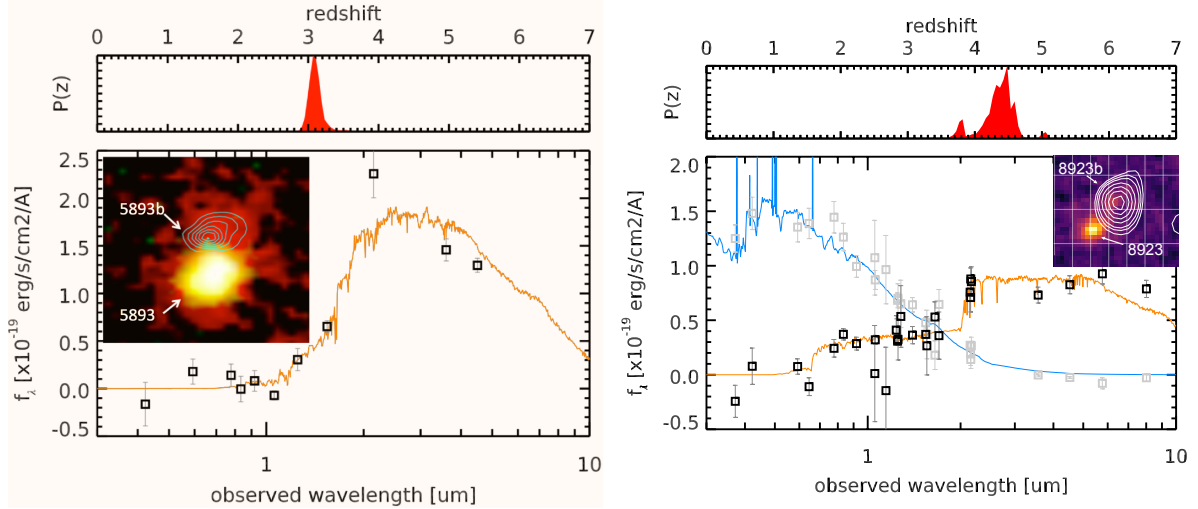 redshift
0 1 2 3 4 5 6 7
P(z)
2.5
2.0
1.5
1.0
0.5
0.0
-0.5
fλ [x10-19 erg/s/cm2/A]
5893b
5893
1 10
observed wavelength [um]
redshift
0 1 2 3 4 5 6 7
P(z)
2.0
1.5
1.0
0.5
0.0
-0.5
fλ [x10-19 erg/s/cm2/A]
8923b
8923
1 10
observed wavelength [um]